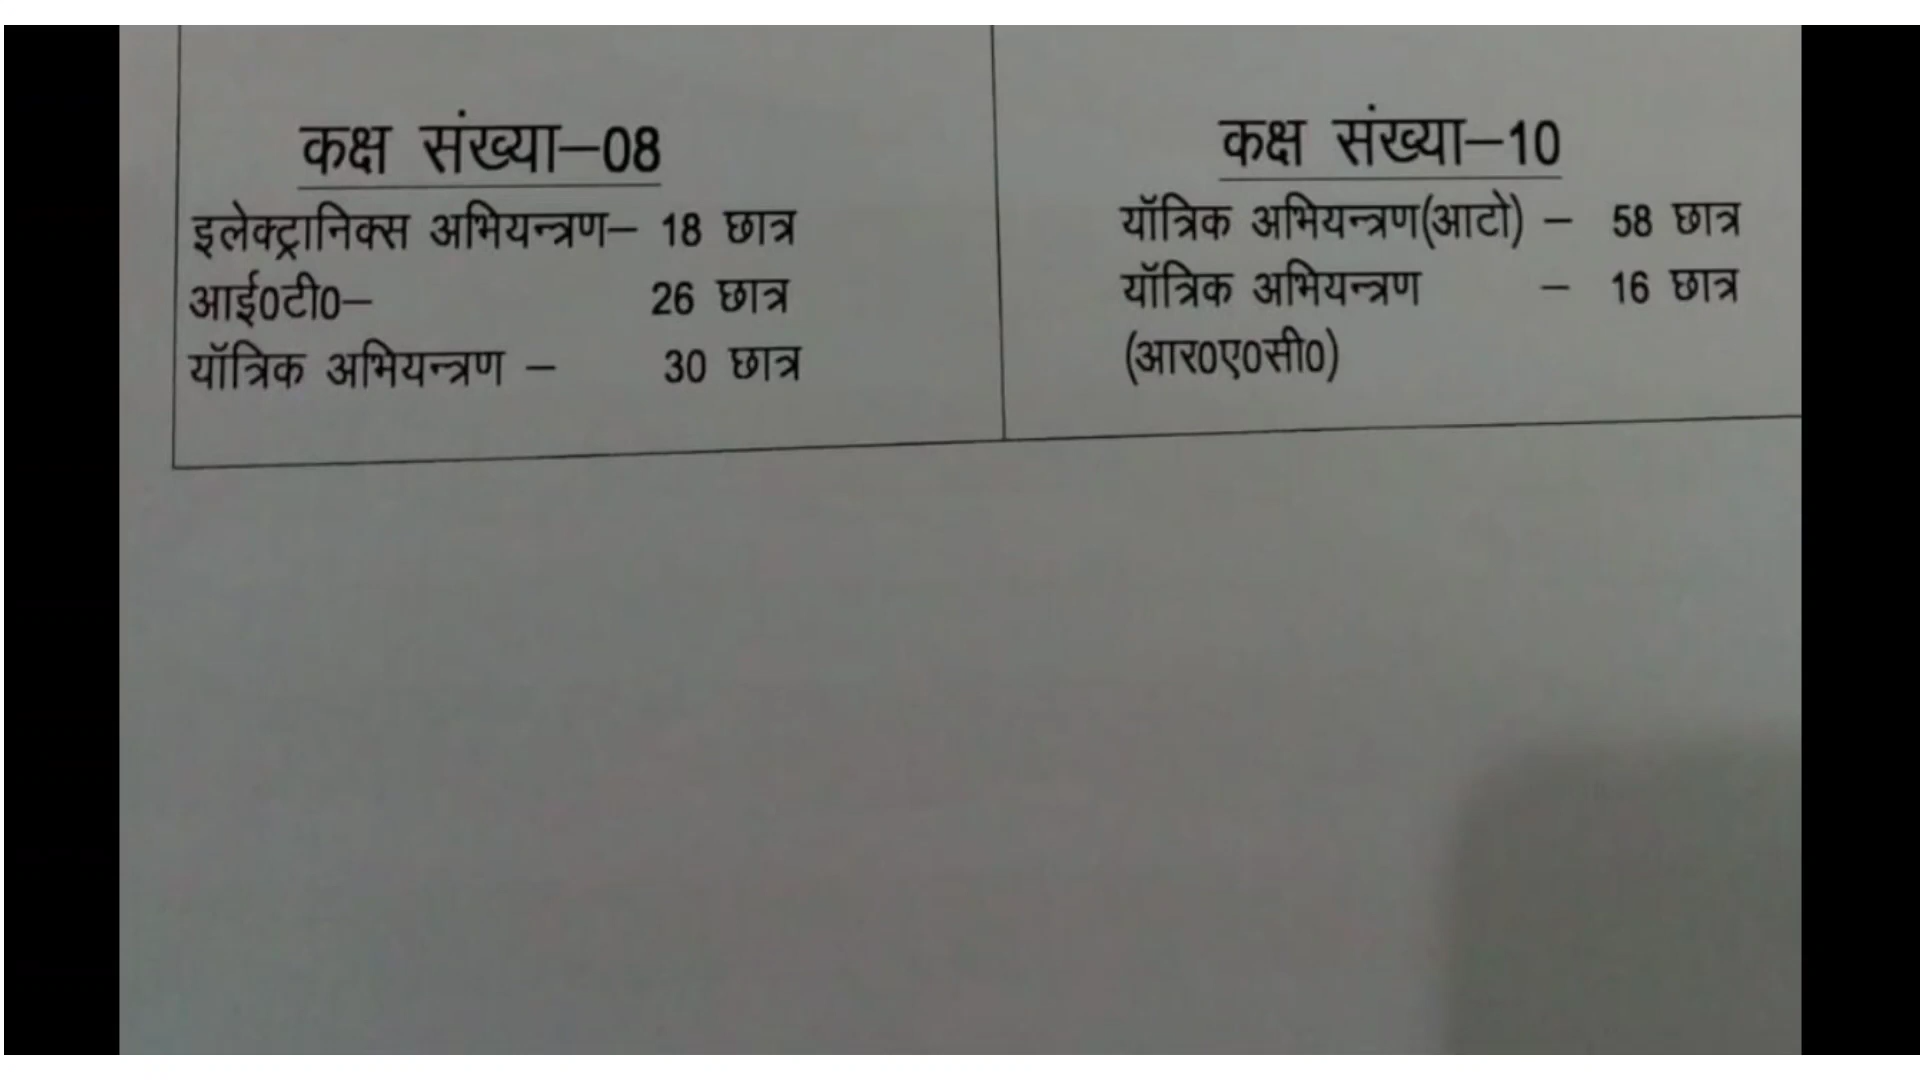 कक्ष संख्या–08
इलेक्ट्रानिक्स अभियन्त्रण– 18 छात्र
आई0टी0– 26 छात्र
यॉत्रिक अभियन्त्रण – 30 छात्र
कक्ष संख्या–10
यॉत्रिक अभियन्त्रण(आटो) – 58 छात्र
यॉत्रिक अभियन्त्रण – 16 छात्र
(आर0ए0सी0)